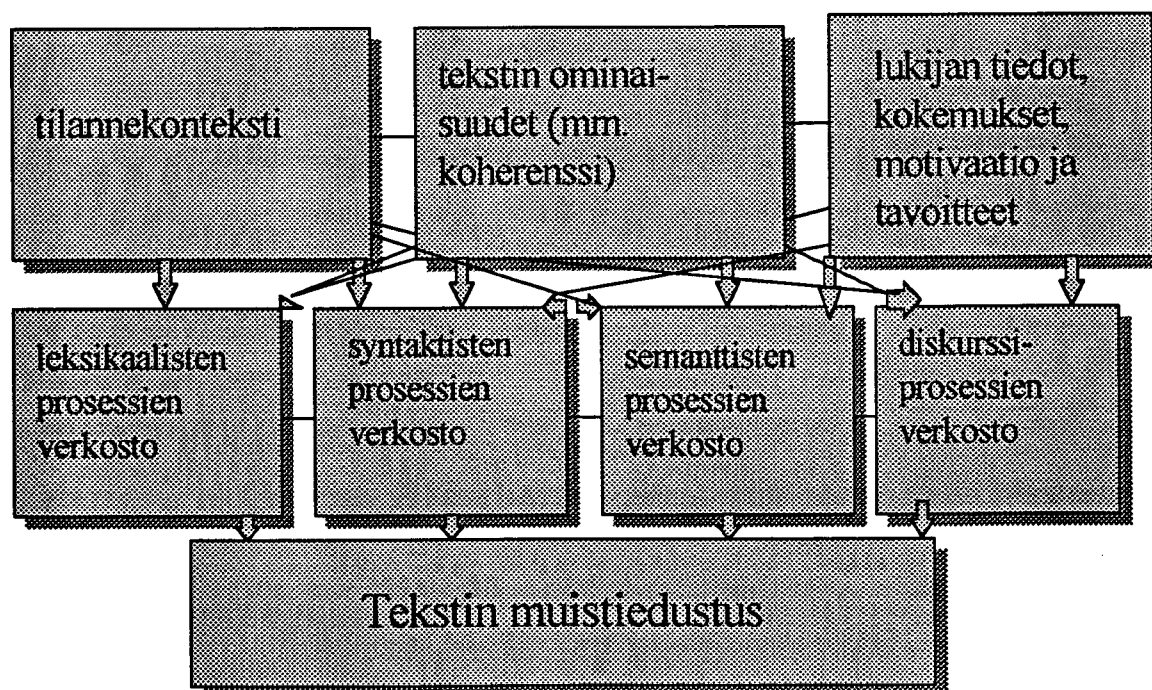 tilannekonteksti
tekstin ominai-
suudet (mm.
koherenssi)
lukijan tiedot,
kokemukset,
motivaatio ja
tavoitteet
leksikaalisten
prosessien
verkosto
syntaktisten
prosessien
verkosto
semanttisten
prosessien
verkosto
diskurssi-
prosessien
verkosto
Tekstin muistiedustus